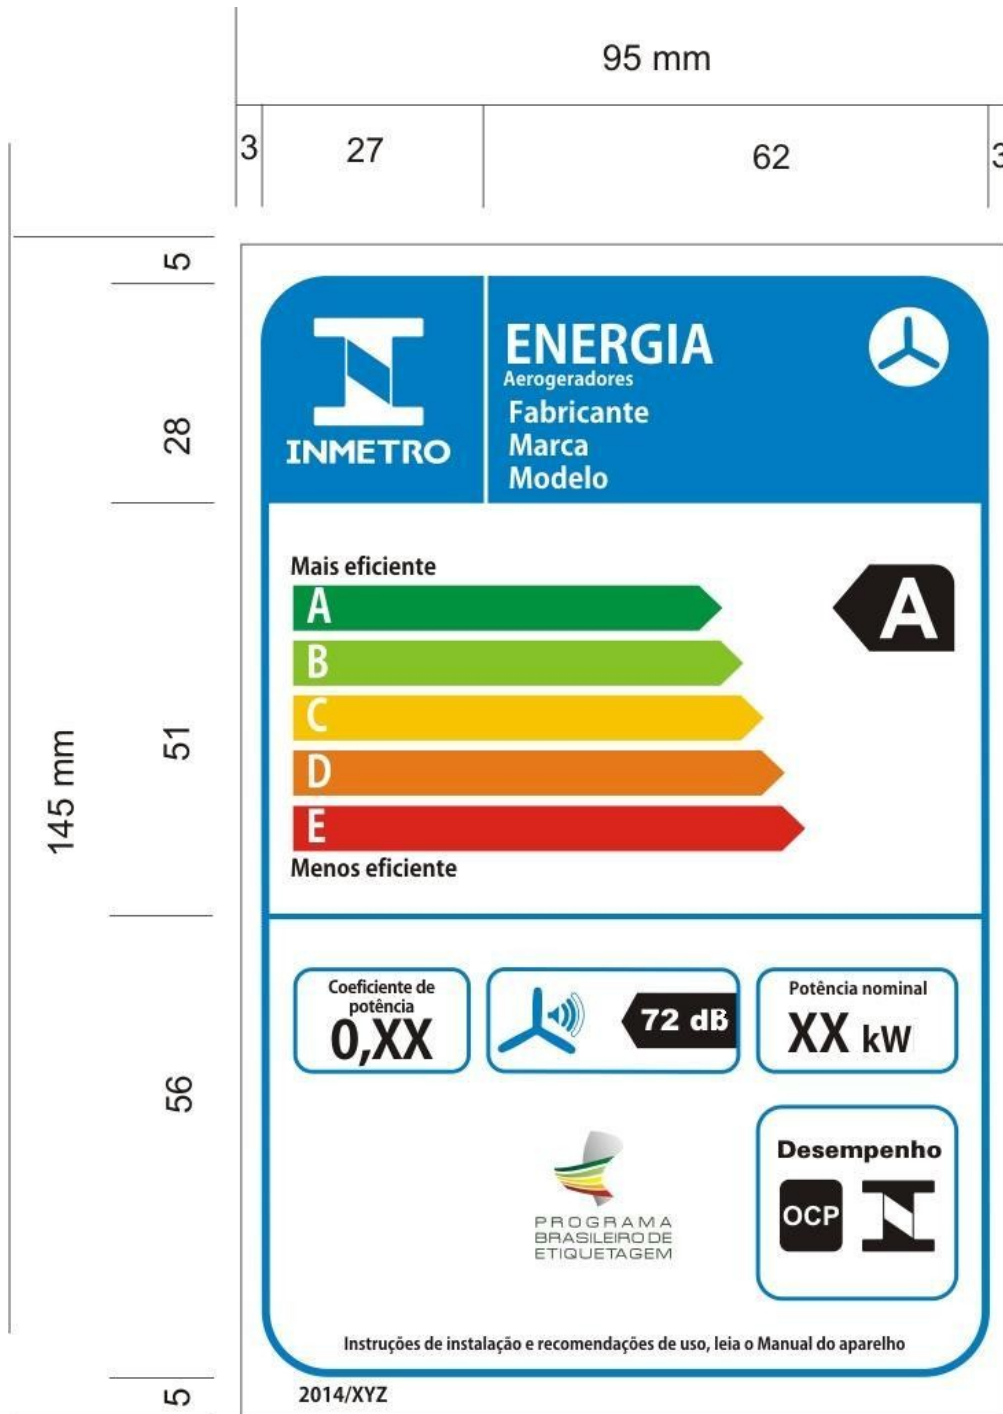 95 mm
3
27
62
3
5
28
51
145 mm
56
5
INMETRO
ENERGIA
Aerogeradores
Fabricante
Marca
Modelo
Mais eficiente
A
A
B
C
D
E
Menos eficiente
Coeficiente de
potência
0,XX
72 dB
Potência nominal
XX kW
PROGRAMA
BRASILEIRO DE
ETIQUETAGEM
Desempenho
OCP
Instruções de instalação e recomendações de uso, leia o Manual do aparelho
2014/XYZ